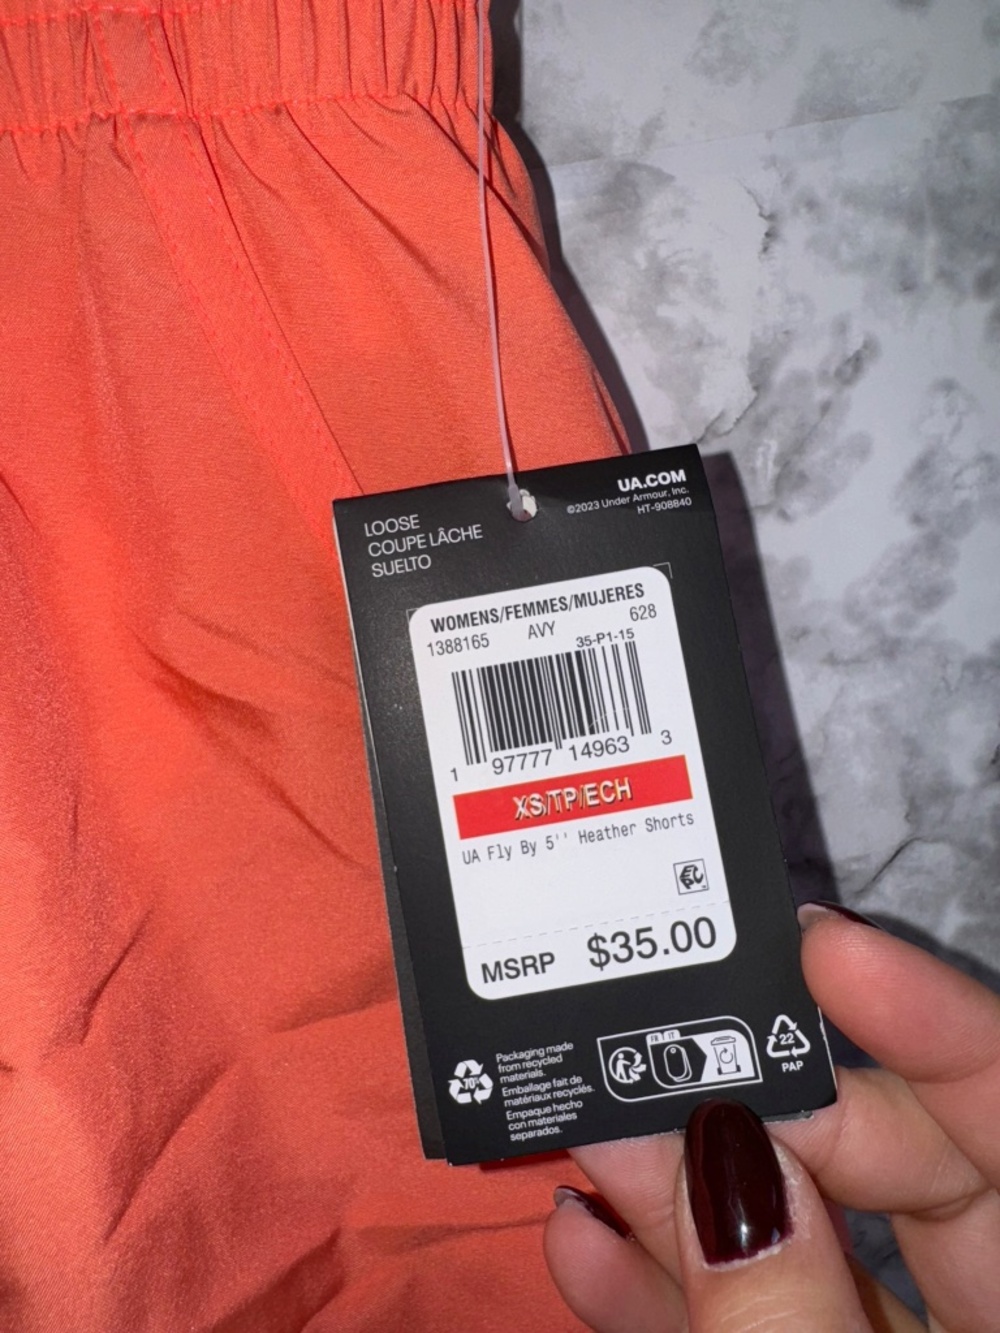 UA.COM
©2023 Under Armour, Inc.
HT-908840
LOOSE
COUPE LÂCHE
SUELTO
WOMENS/FEMMES/MUJERES
1388165 AVY 628
35-P1-15
1 97777 14963 3
XS/TP/ECH
UA Fly By 5'' Heather Shorts
MSRP $35.00
70%
Packaging made
from recycled
materials.
Emballage fait de
matériaux recyclés.
Empaque hecho
con materiales
separados.
FR
22
PAP